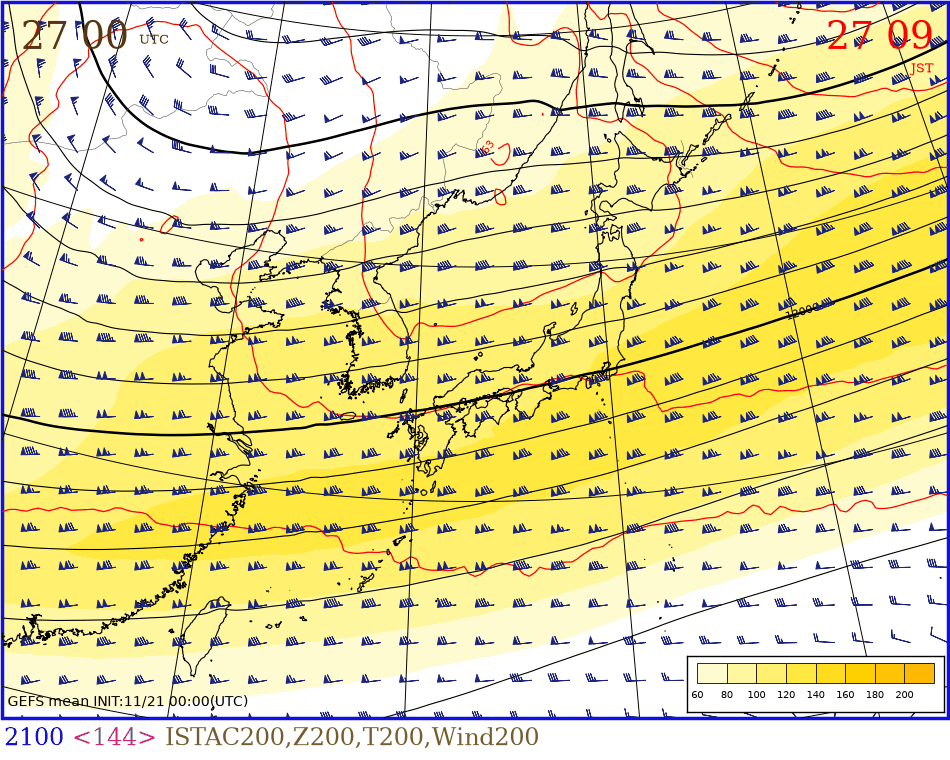 27 00 UTC
27 09
JST
63
12000
GEFS mean INIT:11/21 00:00(UTC)
60 80 100 120 140 160 180 200
2100 <144> ISTAC200,Z200,T200,Wind200